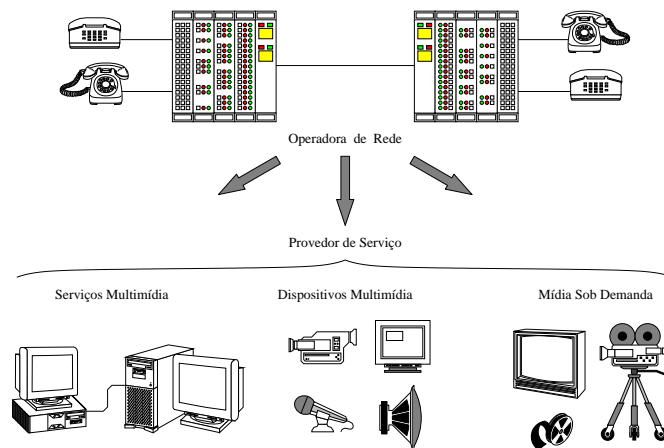 Operadora de Rede
Provedor de Serviço
Serviços Multimídia
Dispositivos Multimídia
Mídia Sob Demanda